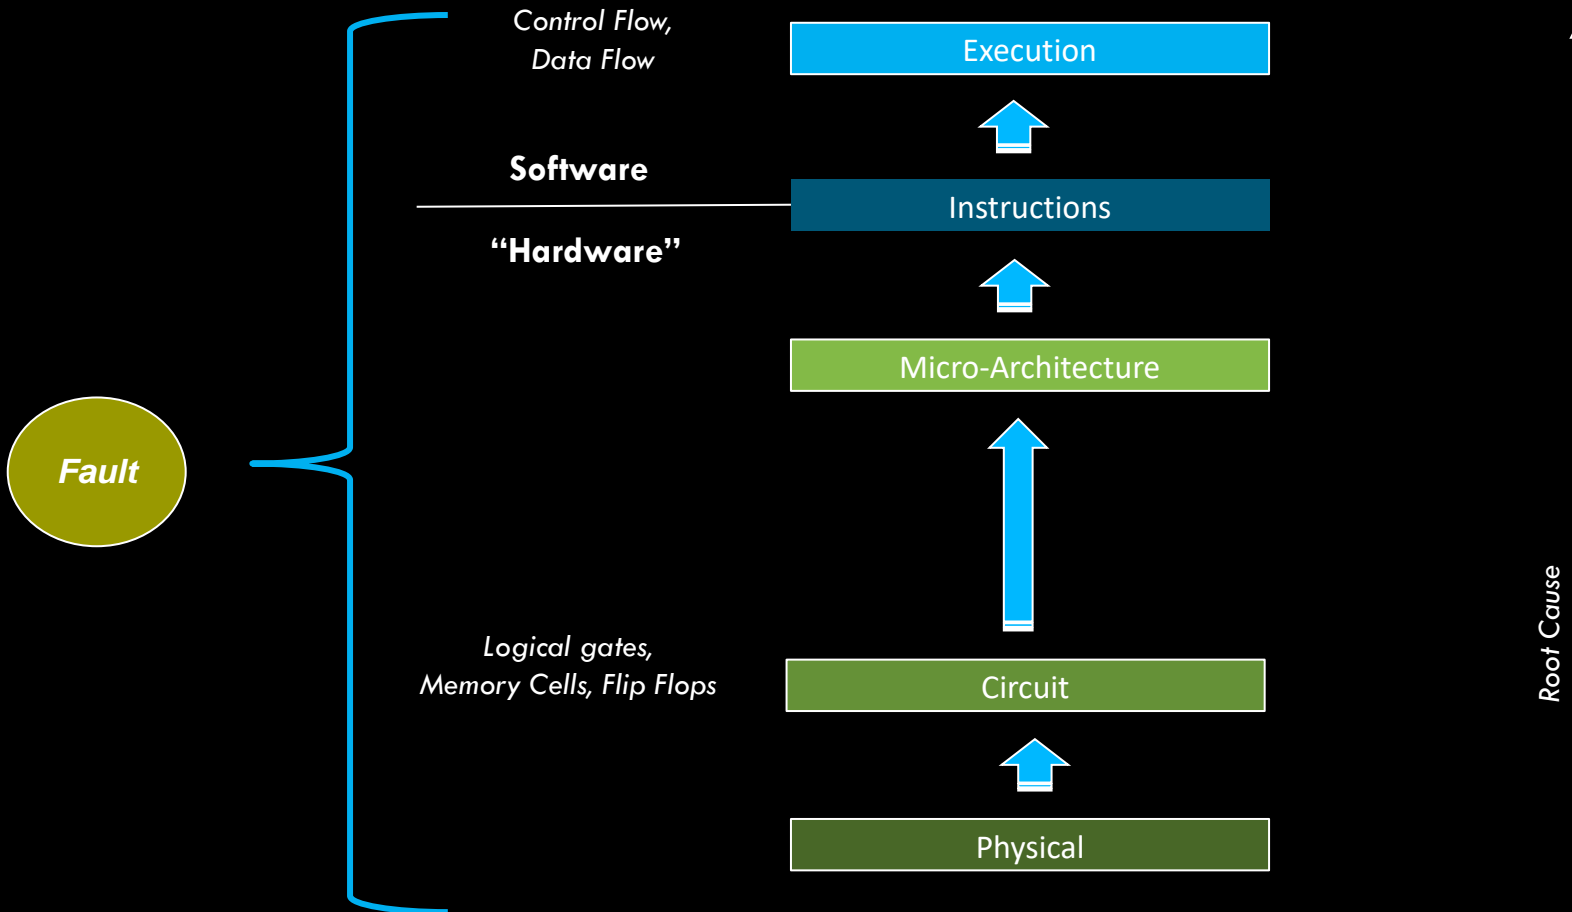 Control Flow,
Data Flow
Execution
Software
Instructions
“Hardware”
Micro-Architecture
Fault
Root Cause
Logical gates,
Memory Cells, Flip Flops
Circuit
Physical